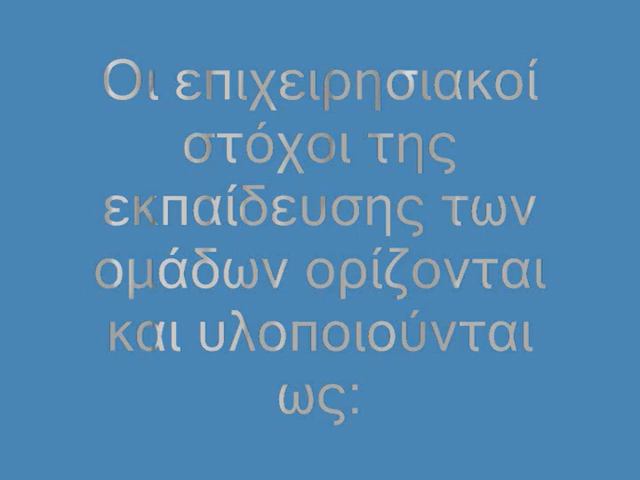 Οι επιχειρησιακοί
στόχοι της
εκπαίδευσης των
ομάδων ορίζονται
και υλοποιούνται
ως: